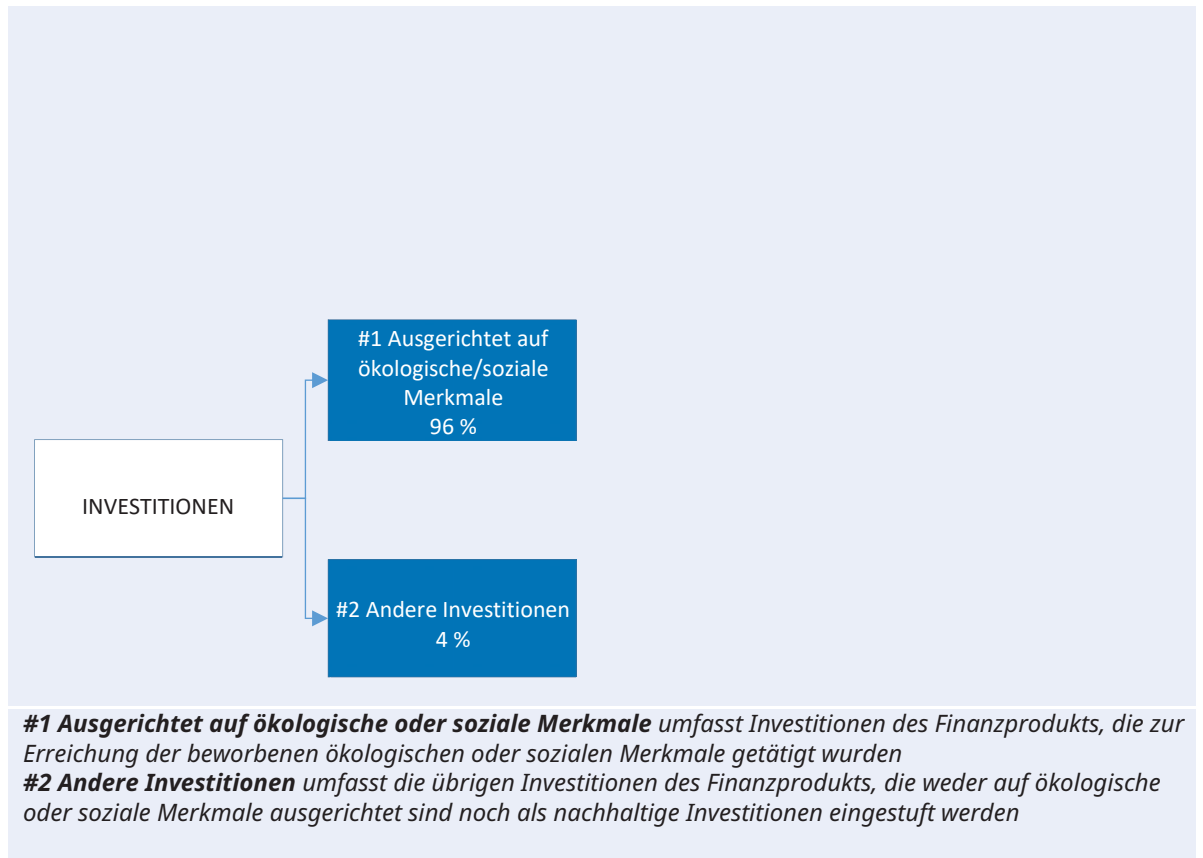 #1 Ausgerichtet auf
ökologische/soziale
Merkmale
96 %
INVESTITIONEN
#2 Andere Investitionen
4 %
#1 Ausgerichtet auf ökologische oder soziale Merkmale umfasst Investitionen des Finanzprodukts, die zur
Erreichung der beworbenen ökologischen oder sozialen Merkmale getätigt wurden
#2 Andere Investitionen umfasst die übrigen Investitionen des Finanzprodukts, die weder auf ökologische
oder soziale Merkmale ausgerichtet sind noch als nachhaltige Investitionen eingestuft werden